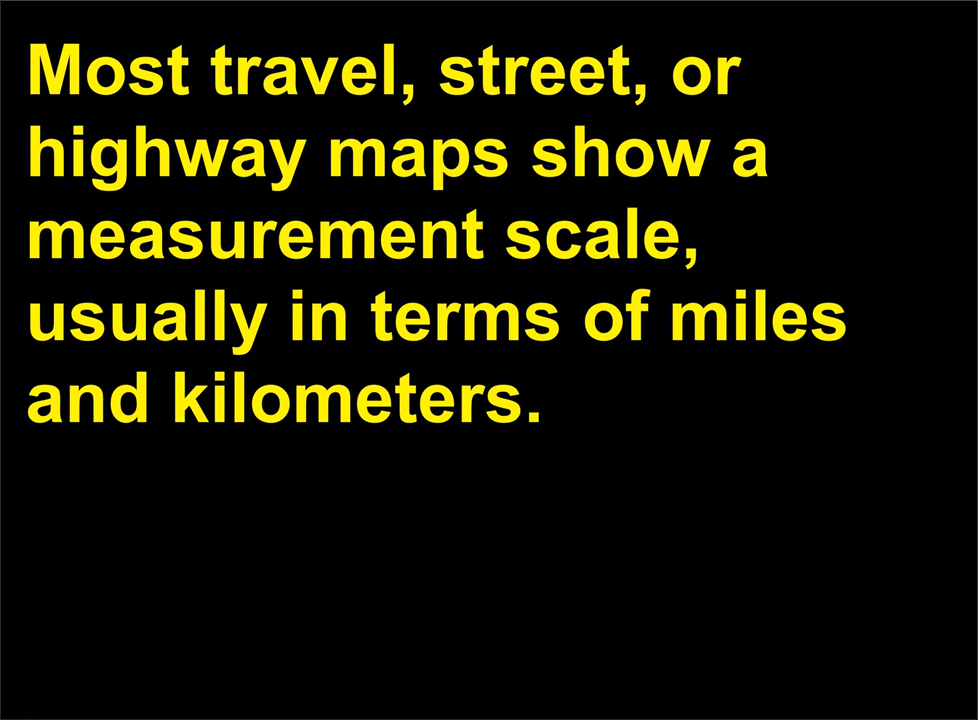 Most travel, street, or
highway maps show a
measurement scale,
usually in terms of miles
and kilometers.